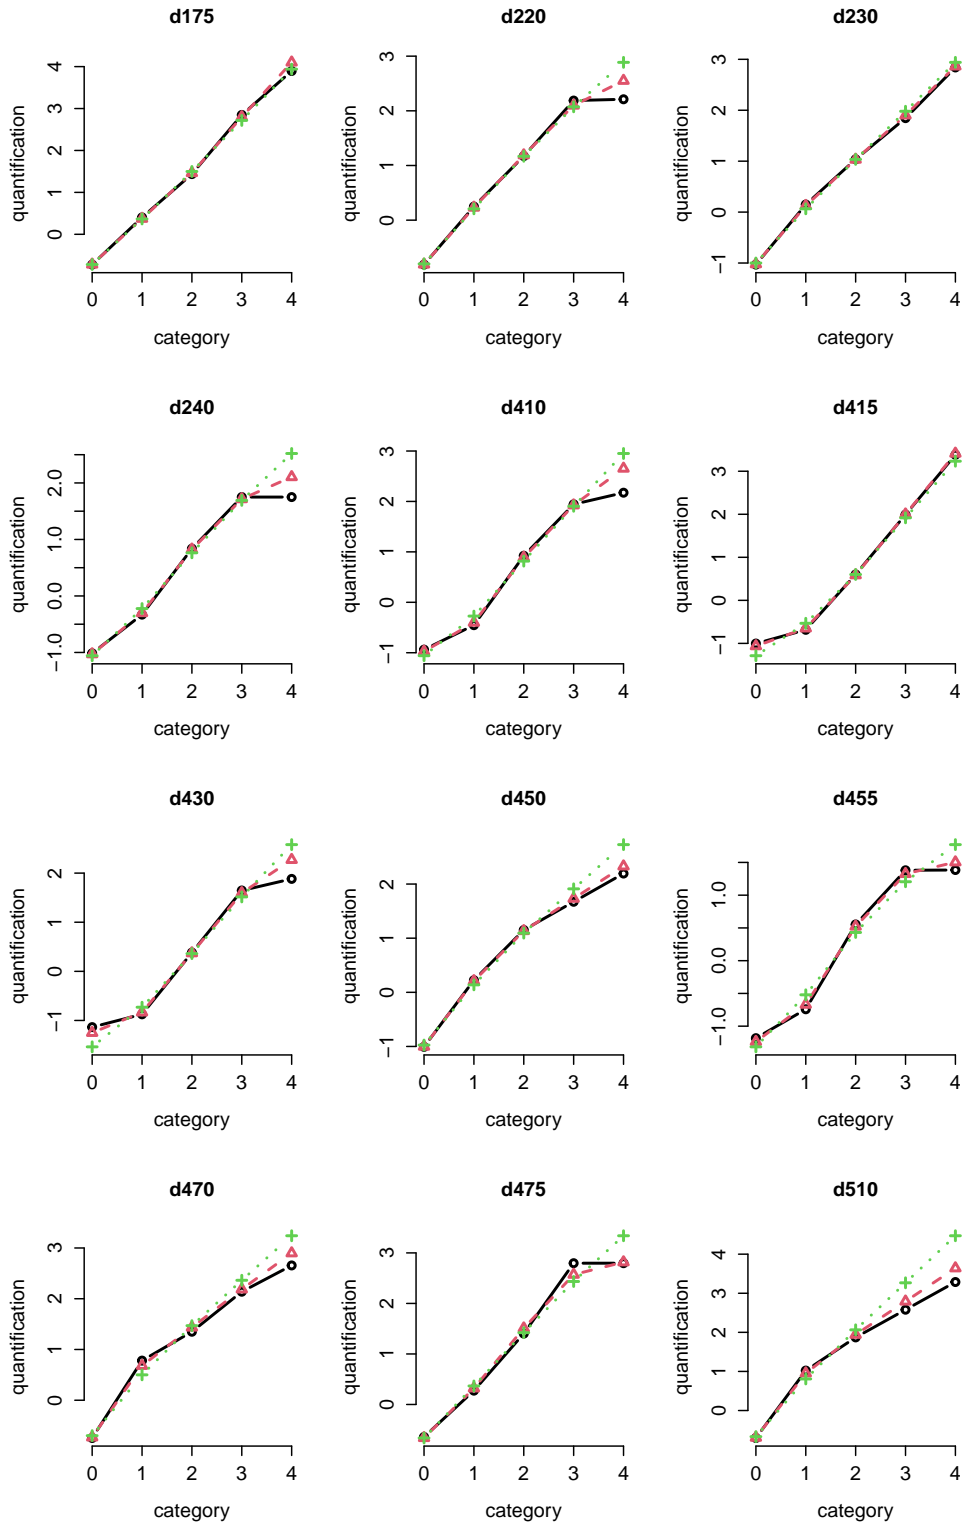 d175 d220 d230
4
3
2
1
0
quantification
0 1 2 3 4
category
3
2
1
0
quantification
0 1 2 3 4
category
3
2
1
0
−1
quantification
0 1 2 3 4
category
d240 d410 d415
2.0
1.0
0.0
−1.0
quantification
0 1 2 3 4
category
3
2
1
0
−1
quantification
0 1 2 3 4
category
3
2
1
0
−1
quantification
0 1 2 3 4
category
d430 d450 d455
2
1
0
−1
quantification
0 1 2 3 4
category
2
1
0
−1
quantification
0 1 2 3 4
category
1.0
0.0
−1.0
quantification
0 1 2 3 4
category
d470 d475 d510
3
2
1
0
quantification
0 1 2 3 4
category
3
2
1
0
quantification
0 1 2 3 4
category
4
3
2
1
0
quantification
0 1 2 3 4
category